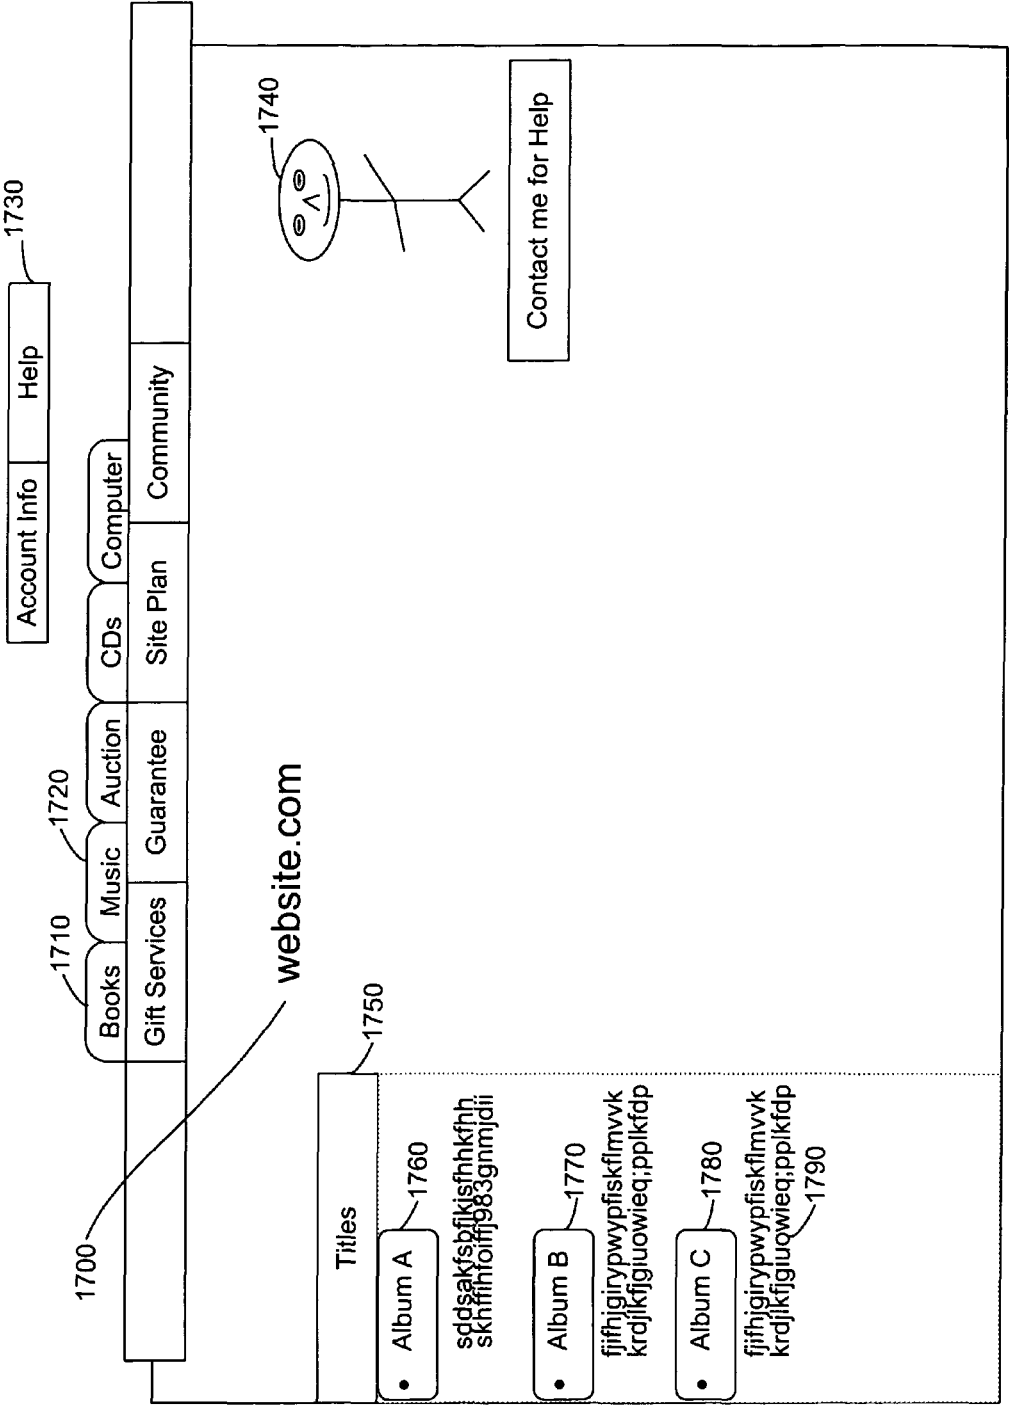 Account Info Help 1730
1710 1720
Books Music Auction CDs Computer
Gift Services Guarantee Site Plan Community
1700
website.com
1740
Contact me for Help
Titles 1750
• Album A 1760
skhffihfoiffj983gnmjdii
• Album B 1770
fjifhjgirypwypfiskflmvvk
krdjlkfjgiuowieq;pplkfdp
• Album C 1780
fjifhjgirypwypfiskflmvvk
krdjlkfjgiuowieq;pplkfdp
1790